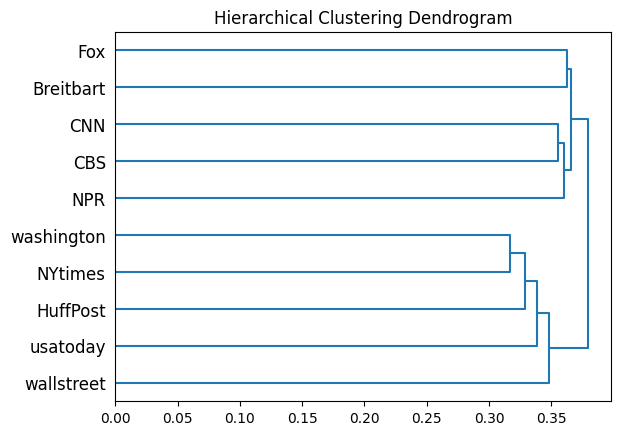 Hierarchical Clustering Dendrogram
Fox
Breitbart
CNN
CBS
NPR
washington
NYtimes
HuffPost
usatoday
wallstreet
0.00 0.05 0.10 0.15 0.20 0.25 0.30 0.35